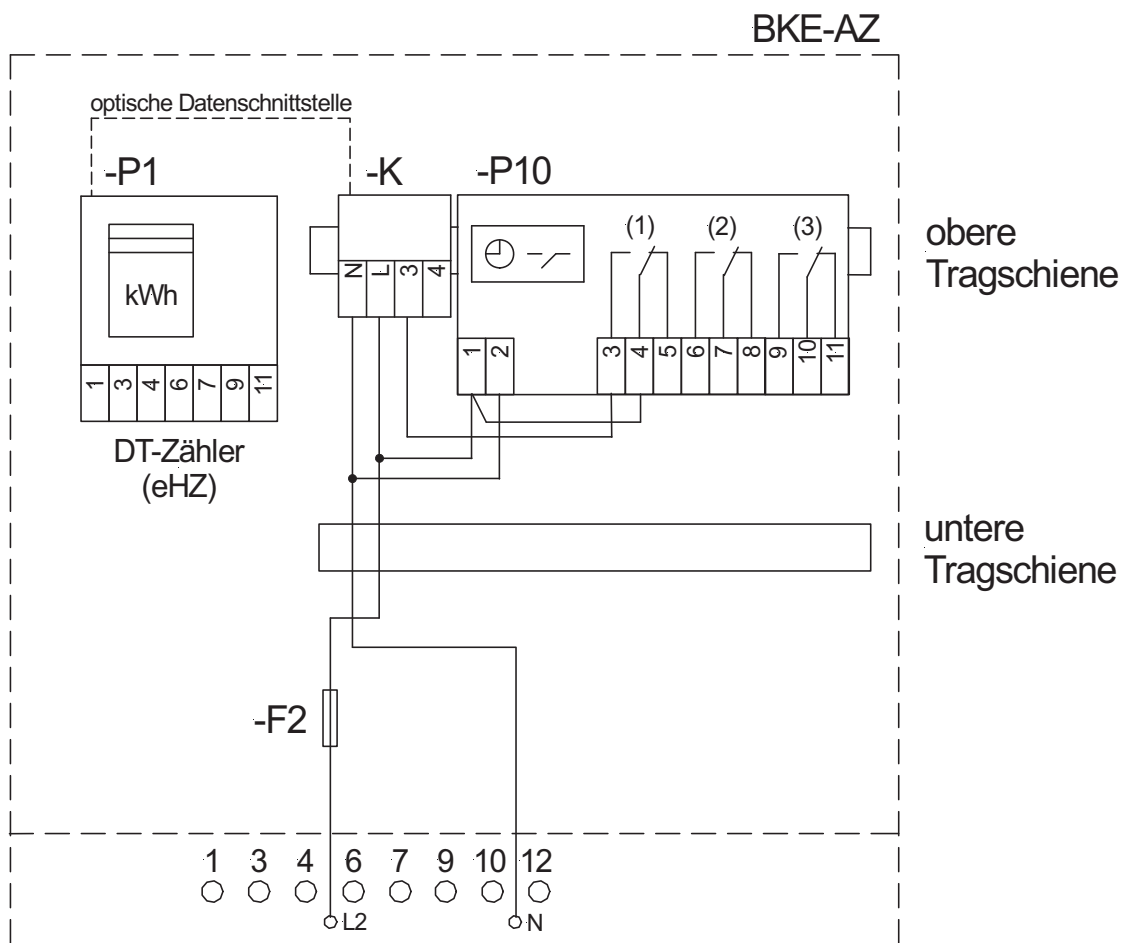 BKE-AZ
optische Datenschnittstelle
-P1
-K
-P10
(1) (2) (3)
obere
Tragschiene
kWh
N L 3 4
1 2 3 4 5 6 7 8 9 10 11
1 3 4 6 7 9 11
DT-Zähler
(eHZ)
untere
Tragschiene
-F2
1 3 4 6 7 9 10 12
L2 N